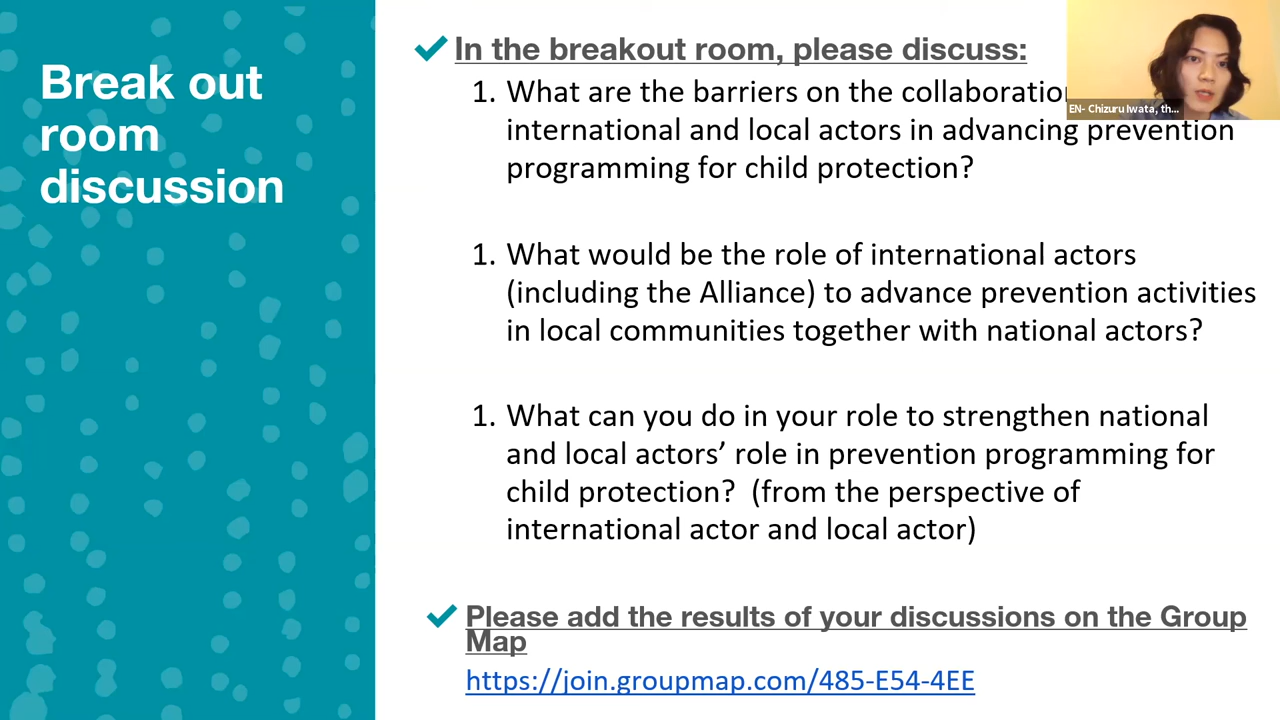 Break out
room
discussion
In the breakout room, please discuss:
1. What are the barriers on the collaboration
international and local actors in advancing prevention
programming for child protection?
1. What would be the role of international actors
(including the Alliance) to advance prevention activities
in local communities together with national actors?
1. What can you do in your role to strengthen national
and local actors’ role in prevention programming for
child protection? (from the perspective of
international actor and local actor)
Please add the results of your discussions on the Group
Map
https://join.groupmap.com/485-E54-4EE
EN- Chizuru Iwata, th...